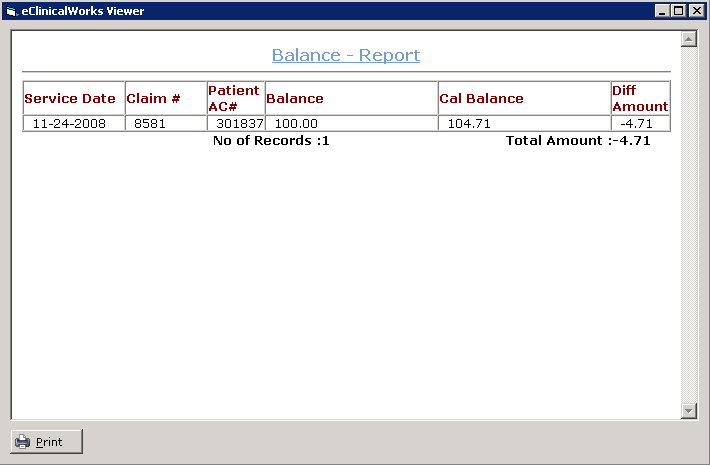 eClinicalWorks Viewer
Balance - Report
Service Date Claim # Patient AC# Balance Cal Balance Diff Amount
11-24-2008 8581 301837 100.00 104.71 -4.71
No of Records :1 Total Amount :-4.71
Print